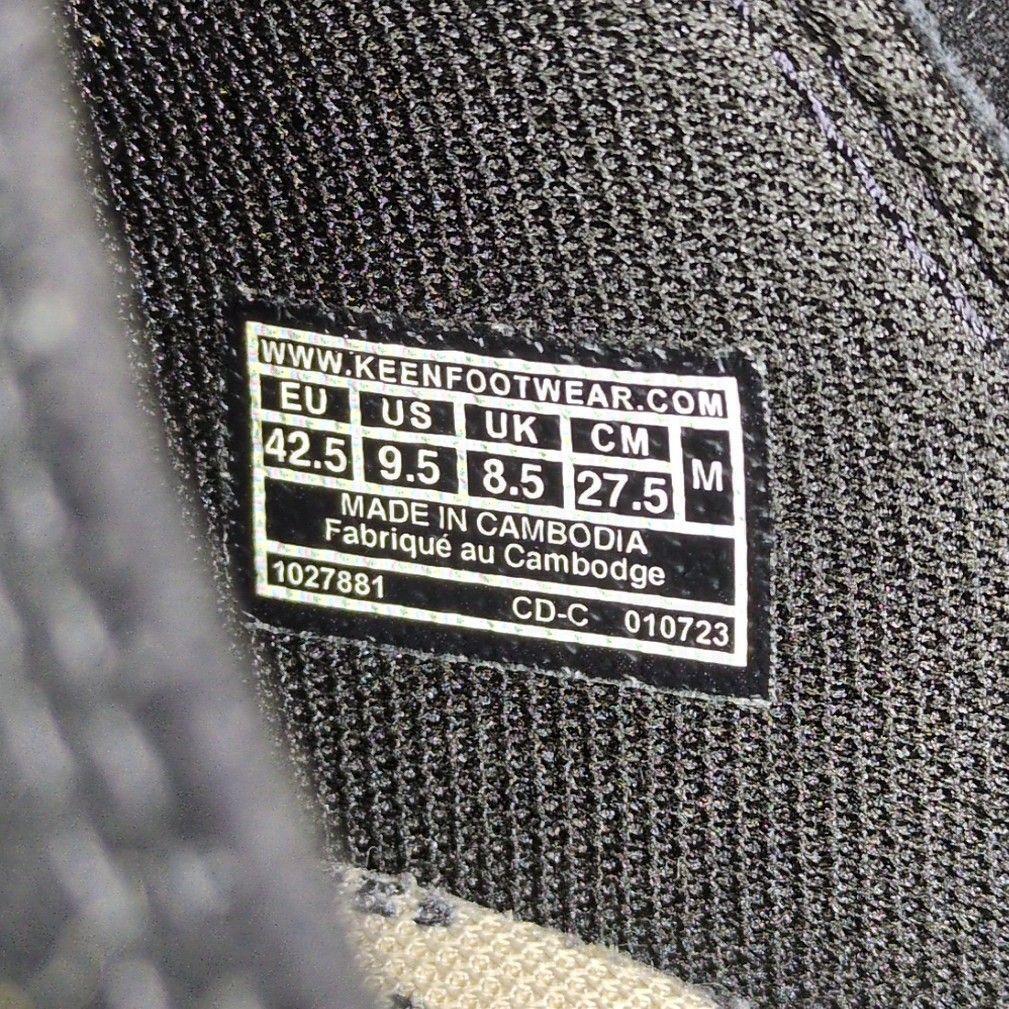 WWW.KEENFOOTWEAR.COM
EU US UK CM M
42.5 9.5 8.5 27.5
MADE IN CAMBODIA
Fabriqué au Cambodge
1027881 CD-C 010723